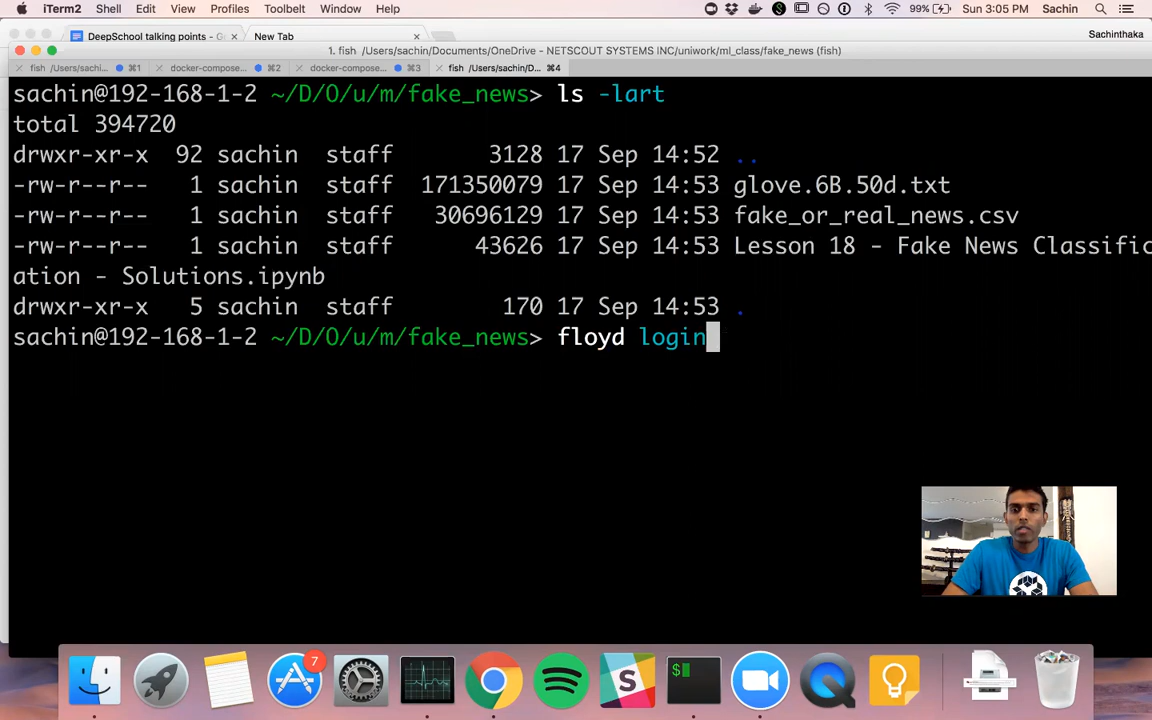 iTerm2 Shell Edit View Profiles Toolbelt Window Help 99% Sun 3:05 PM Sachin
DeepSchool talking points - G × New Tab × Sachinthaka
1. fish /Users/sachin/Documents/OneDrive - NETSCOUT SYSTEMS INC/uniwork/ml_class/fake_news (fish)
× fish /Users/sachi... ⌘1 × docker-compose... ⌘2 × docker-compose... ⌘3 × fish /Users/sachin/D... ⌘4
sachin@192-168-1-2 ~/D/O/u/m/fake_news> ls -lart
total 394720
drwxr-xr-x 92 sachin staff 3128 17 Sep 14:52 ..
-rw-r--r-- 1 sachin staff 171350079 17 Sep 14:53 glove.6B.50d.txt
-rw-r--r-- 1 sachin staff 30696129 17 Sep 14:53 fake_or_real_news.csv
-rw-r--r-- 1 sachin staff 43626 17 Sep 14:53 Lesson 18 - Fake News Classific
ation - Solutions.ipynb
drwxr-xr-x 5 sachin staff 170 17 Sep 14:53 .
sachin@192-168-1-2 ~/D/O/u/m/fake_news> floyd login
7
$